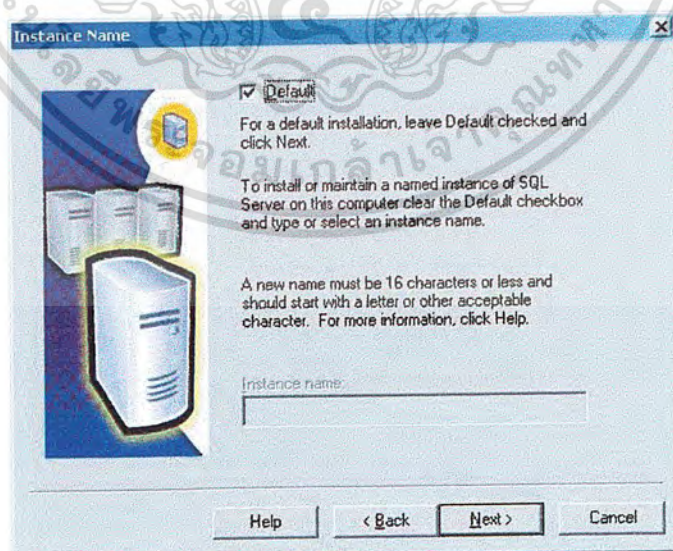 Instance Name
Default
For a default installation, leave Default checked and
click Next.
To install or maintain a named instance of SQL
Server on this computer clear the Default checkbox
and type or select an instance name.
A new name must be 16 characters or less and
should start with a letter or other acceptable
character. For more information, click Help.
Instance name:
Help
< Back
Next >
Cancel